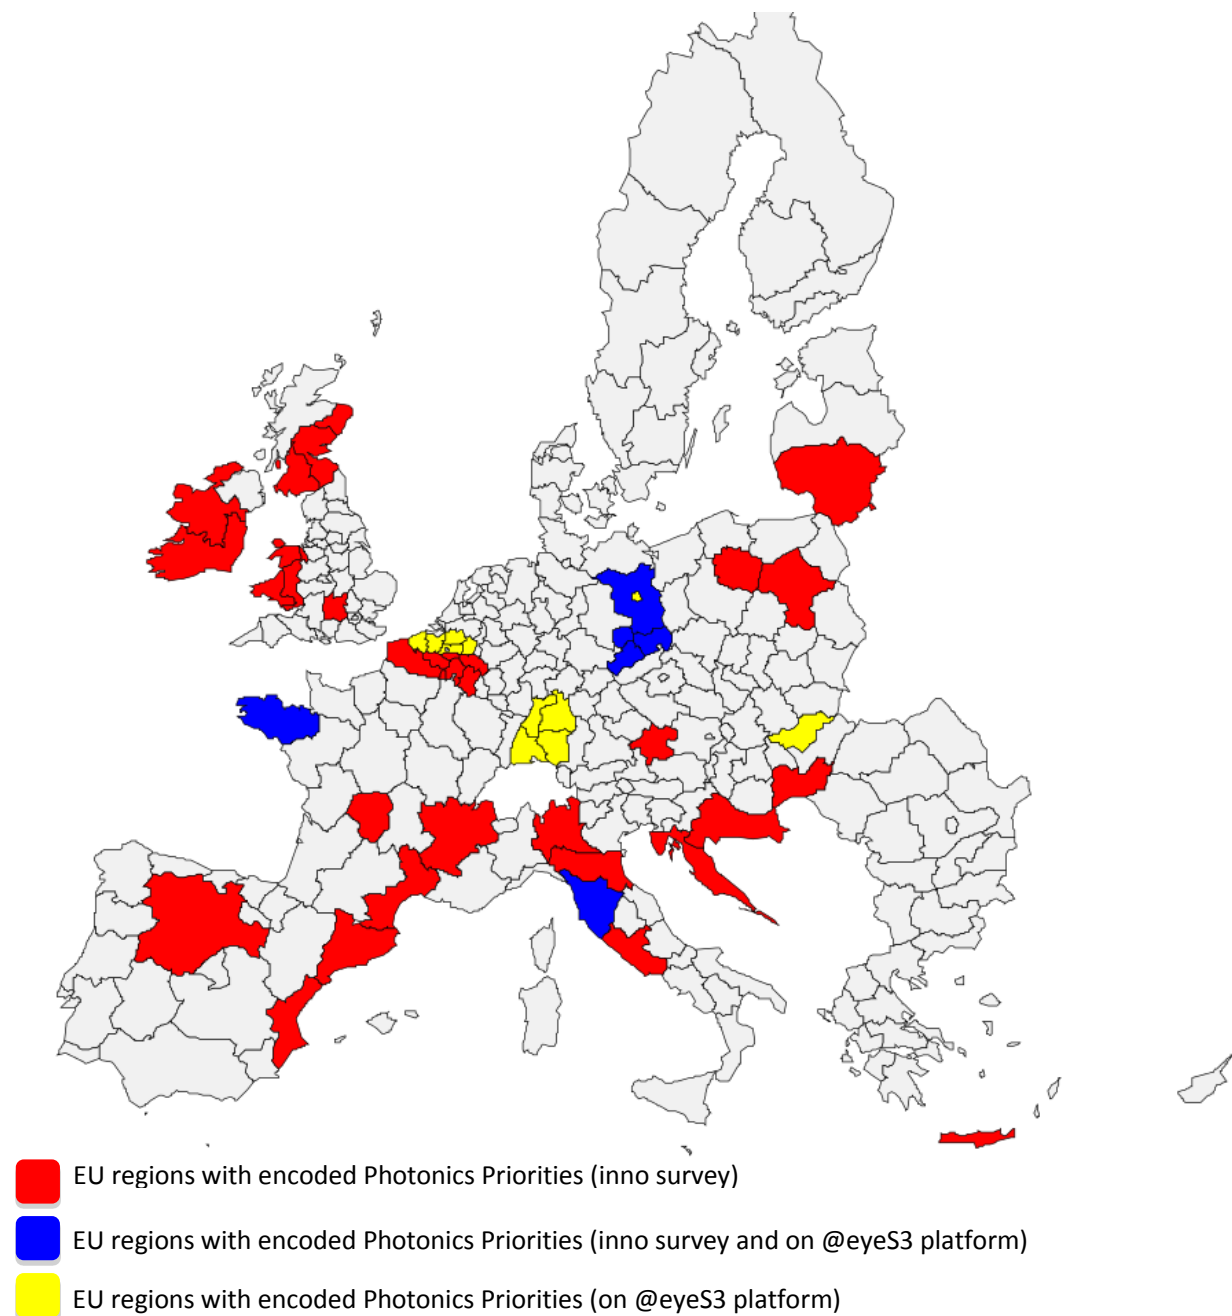 EU regions with encoded Photonics Priorities (inno survey)
EU regions with encoded Photonics Priorities (inno survey and on @eyeS3 platform)
EU regions with encoded Photonics Priorities (on @eyeS3 platform)